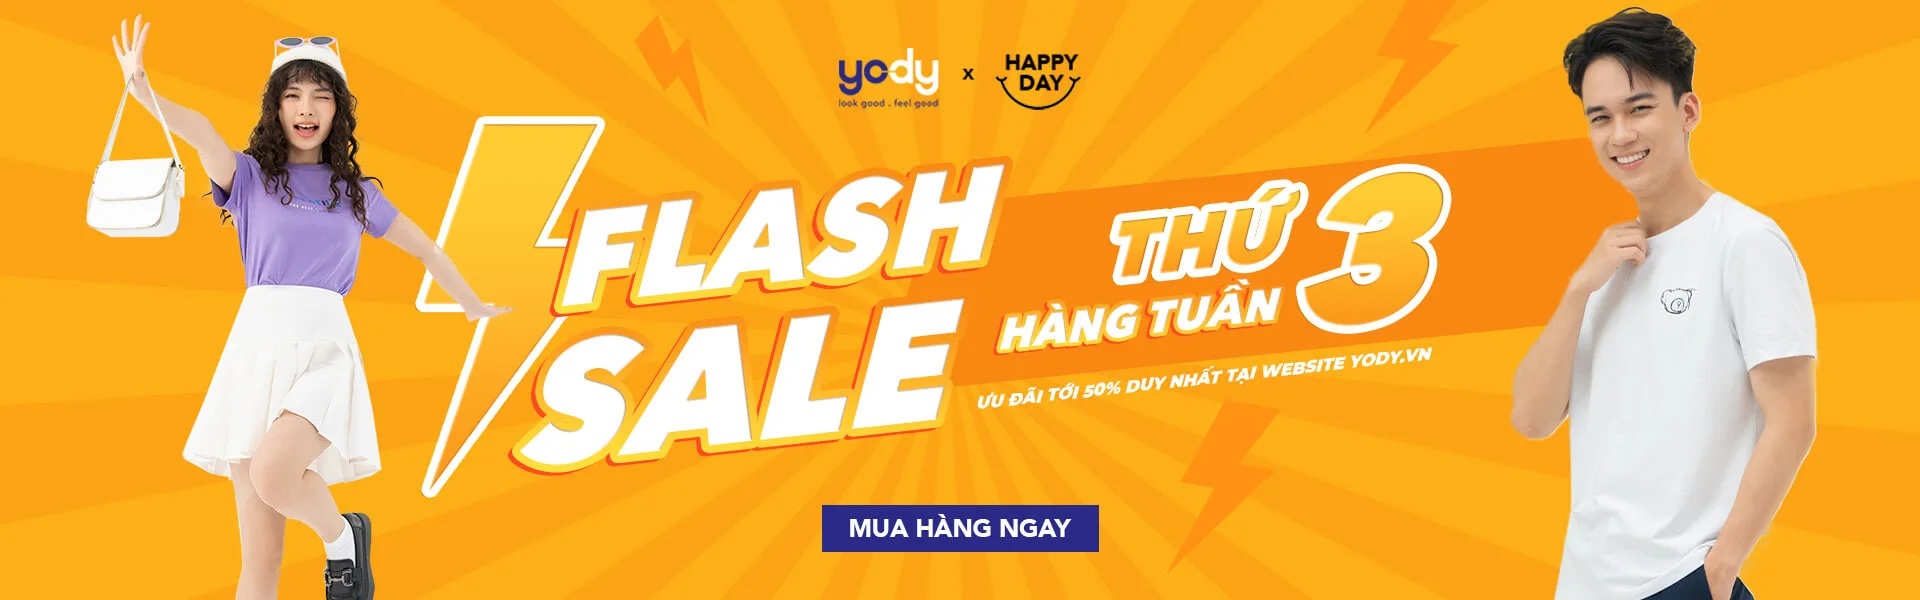 yody
look good . feel good
x
HAPPY
DAY
FLASH
SALE
THỨ 3
HÀNG TUẦN
ƯU ĐÃI TỚI 50% DUY NHẤT TẠI WEBSITE YODY.VN
MUA HÀNG NGAY